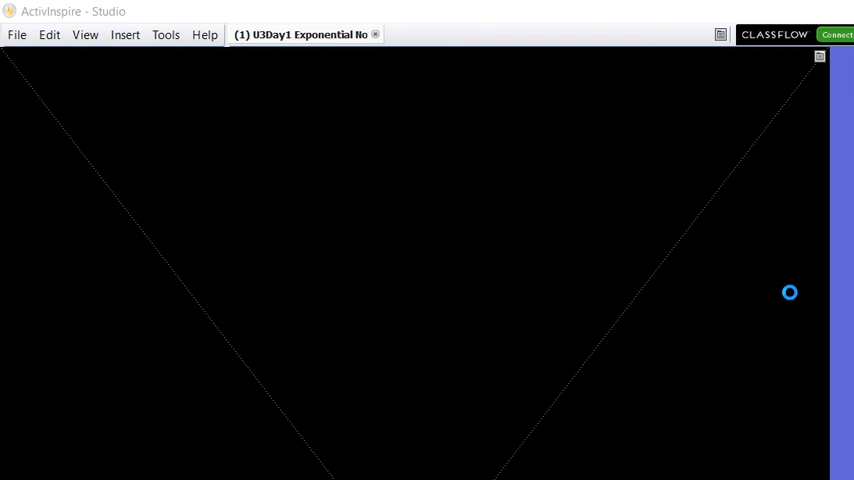 ActivInspire - Studio
File Edit View Insert Tools Help (1) U3Day1 Exponential No CLASSFLOW Connect